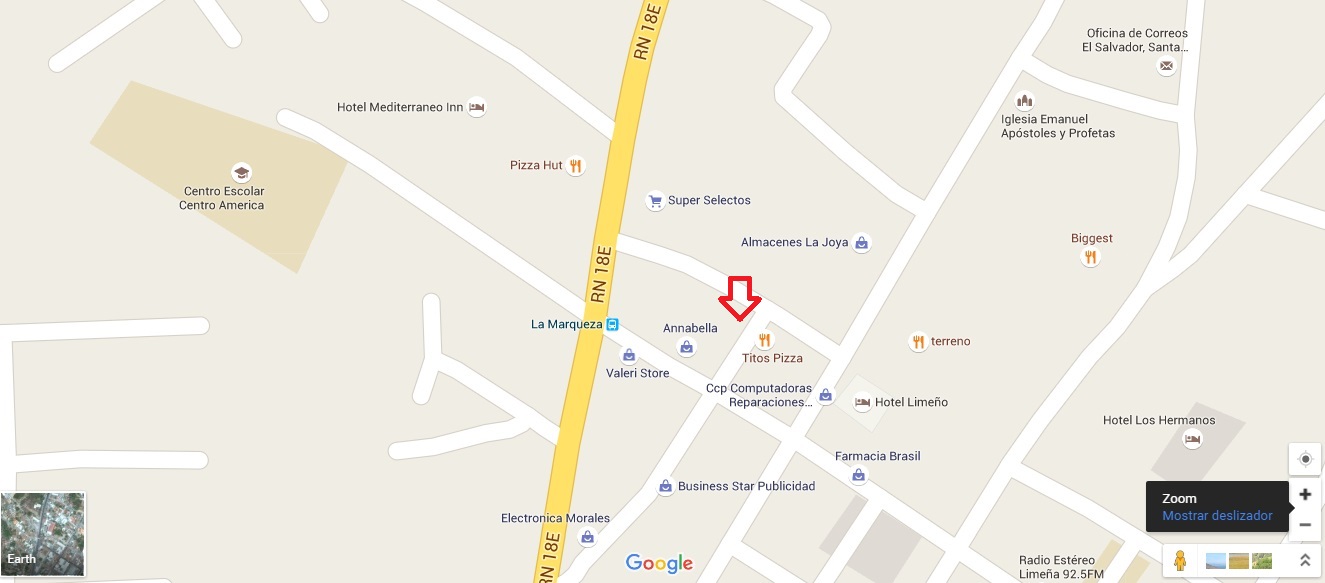 RN 18E
Oficina de Correos
El Salvador, Santa...
Hotel Mediterraneo Inn
Iglesia Emanuel
Apóstoles y Profetas
Pizza Hut
Centro Escolar
Centro America
Super Selectos
Almacenes La Joya
Biggest
RN 18E
La Marqueza
Annabella
Titos Pizza
terreno
Valeri Store
Ccp Computadoras
Reparaciones...
Hotel Limeño
Hotel Los Hermanos
Farmacia Brasil
Business Star Publicidad
Zoom
Mostrar deslizador
Electronica Morales
RN 18E
Earth
Google
Radio Estéreo
Limeña 92.5FM